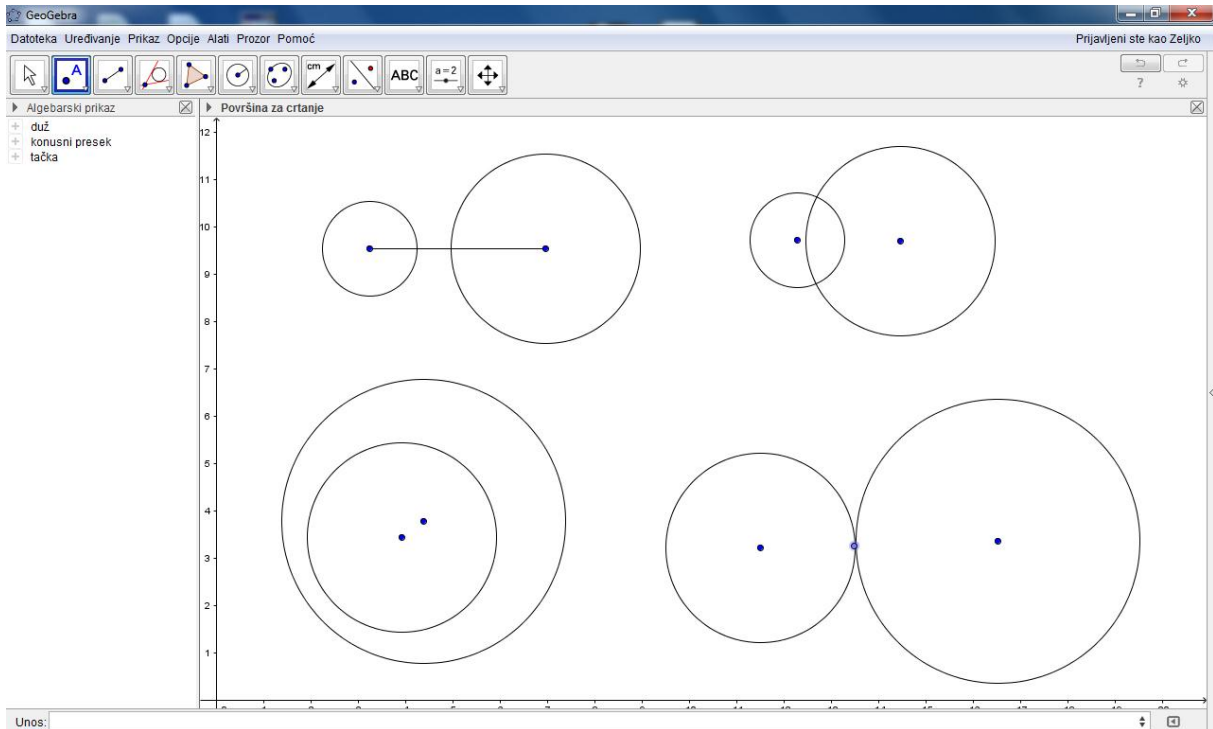 GeoGebra
Datoteka Uređivanje Prikaz Opcije Alati Prozor Pomoć
Prijavljeni ste kao Zeljko
A
cm
ABC
a=2
?
Algebarski prikaz
Površina za crtanje
duž
konusni presek
tačka
12
11
10
9
8
7
6
5
4
3
2
1
Unos: